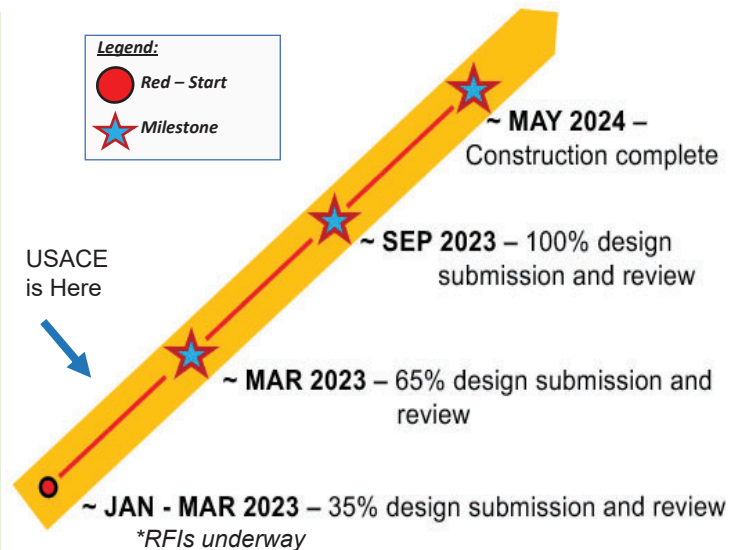 Legend:
Red – Start
Milestone
~ MAY 2024 –
Construction complete
~ SEP 2023 – 100% design
submission and review
USACE
is Here
~ MAR 2023 – 65% design submission and
review
~ JAN - MAR 2023 – 35% design submission and review
*RFIs underway